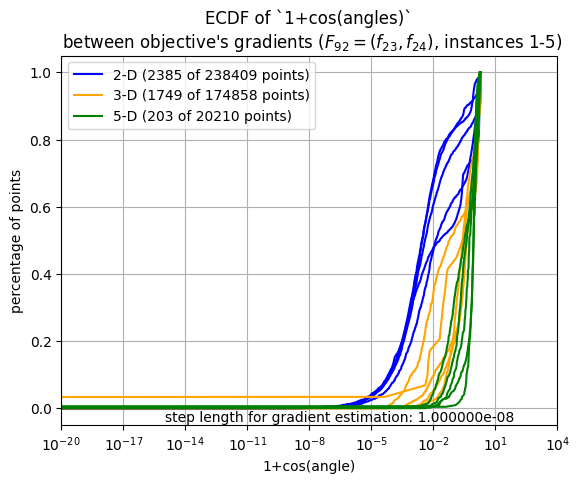 ECDF of `1+cos(angles)`
between objective's gradients (F₉₂ = (f₂₃, f₂₄), instances 1-5)
1.0
0.8
0.6
0.4
0.2
0.0
percentage of points
2-D (2385 of 238409 points)
3-D (1749 of 174858 points)
5-D (203 of 20210 points)
step length for gradient estimation: 1.000000e-08
10⁻²⁰ 10⁻¹⁷ 10⁻¹⁴ 10⁻¹¹ 10⁻⁸ 10⁻⁵ 10⁻² 10¹ 10⁴
1+cos(angle)